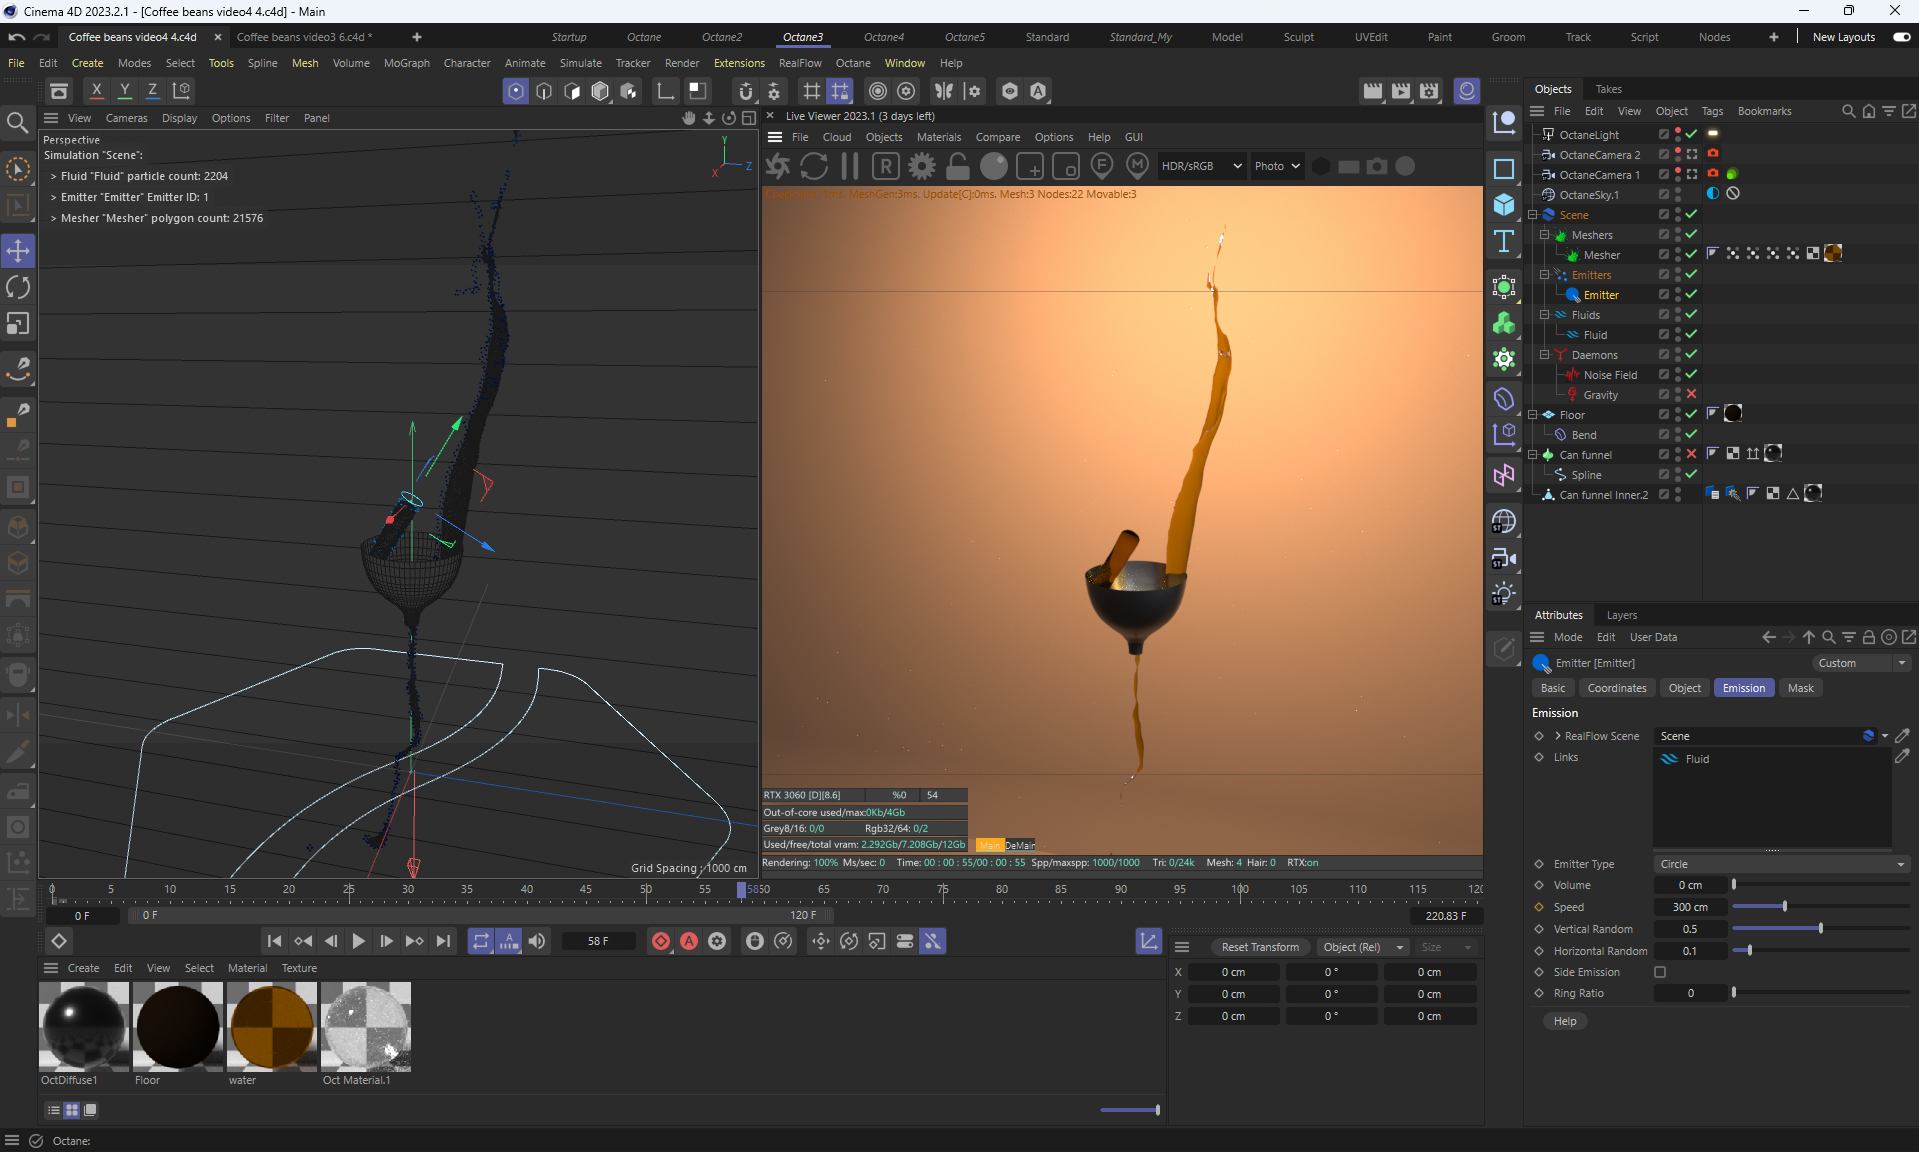 Cinema 4D 2023.2.1 - [Coffee beans video4 4.c4d] - Main
Coffee beans video4 4.c4d
Coffee beans video3 6.c4d *
Startup Octane Octane2 Octane3 Octane4 Octane5 Standard Standard_My Model Sculpt UVEdit Paint Groom Track Script Nodes
New Layouts
File Edit Create Modes Select Tools Spline Mesh Volume MoGraph Character Animate Simulate Tracker Render Extensions RealFlow Octane Window Help
X Y Z
View Cameras Display Options Filter Panel
Perspective
Simulation "Scene":
> Fluid "Fluid" particle count: 2204
> Emitter "Emitter" Emitter ID: 1
> Mesher "Mesher" polygon count: 21576
Y
Z
X
Grid Spacing : 1000 cm
Live Viewer 2023.1 (3 days left)
File Cloud Objects Materials Compare Options Help GUI
HDR/sRGB
Photo
MeshGen:3ms. Update[C]:0ms. Mesh:3 Nodes:22 Movable:3
RTX 3060 [D][8.6] %0 54
Out-of-core used/max:0Kb/4Gb
Grey8/16: 0/0 Rgb32/64: 0/2
Used/free/total vram: 2.292Gb/7.208Gb/12Gb
Main DeMain
Rendering: 100% Ms/sec: 0 Time: 00 : 00 : 55/00 : 00 : 55 Spp/maxspp: 1000/1000 Tri: 0/24k Mesh: 4 Hair: 0 RTX:on
0 5 10 15 20 25 30 35 40 45 50 55 5850 65 70 75 80 85 90 95 100 105 110 115 120
0 F
0 F
120 F
220.83 F
58 F
Create Edit View Select Material Texture
OctDiffuse1
Floor
water
Oct Material.1
Reset Transform
Object (Rel)
Size
X 0 cm 0 ° 0 cm
Y 0 cm 0 ° 0 cm
Z 0 cm 0 ° 0 cm
Objects Takes
File Edit View Object Tags Bookmarks
OctaneLight
OctaneCamera 2
OctaneCamera 1
OctaneSky.1
Scene
Meshers
Mesher
Emitters
Emitter
Fluids
Fluid
Daemons
Noise Field
Gravity
Floor
Bend
Can funnel
Spline
Can funnel Inner.2
Attributes Layers
Mode Edit User Data
Emitter [Emitter]
Custom
Basic Coordinates Object Emission Mask
Emission
> RealFlow Scene Scene
Links Fluid
Emitter Type Circle
Volume 0 cm
Speed 300 cm
Vertical Random 0.5
Horizontal Random 0.1
Side Emission
Ring Ratio 0
Help
Octane: